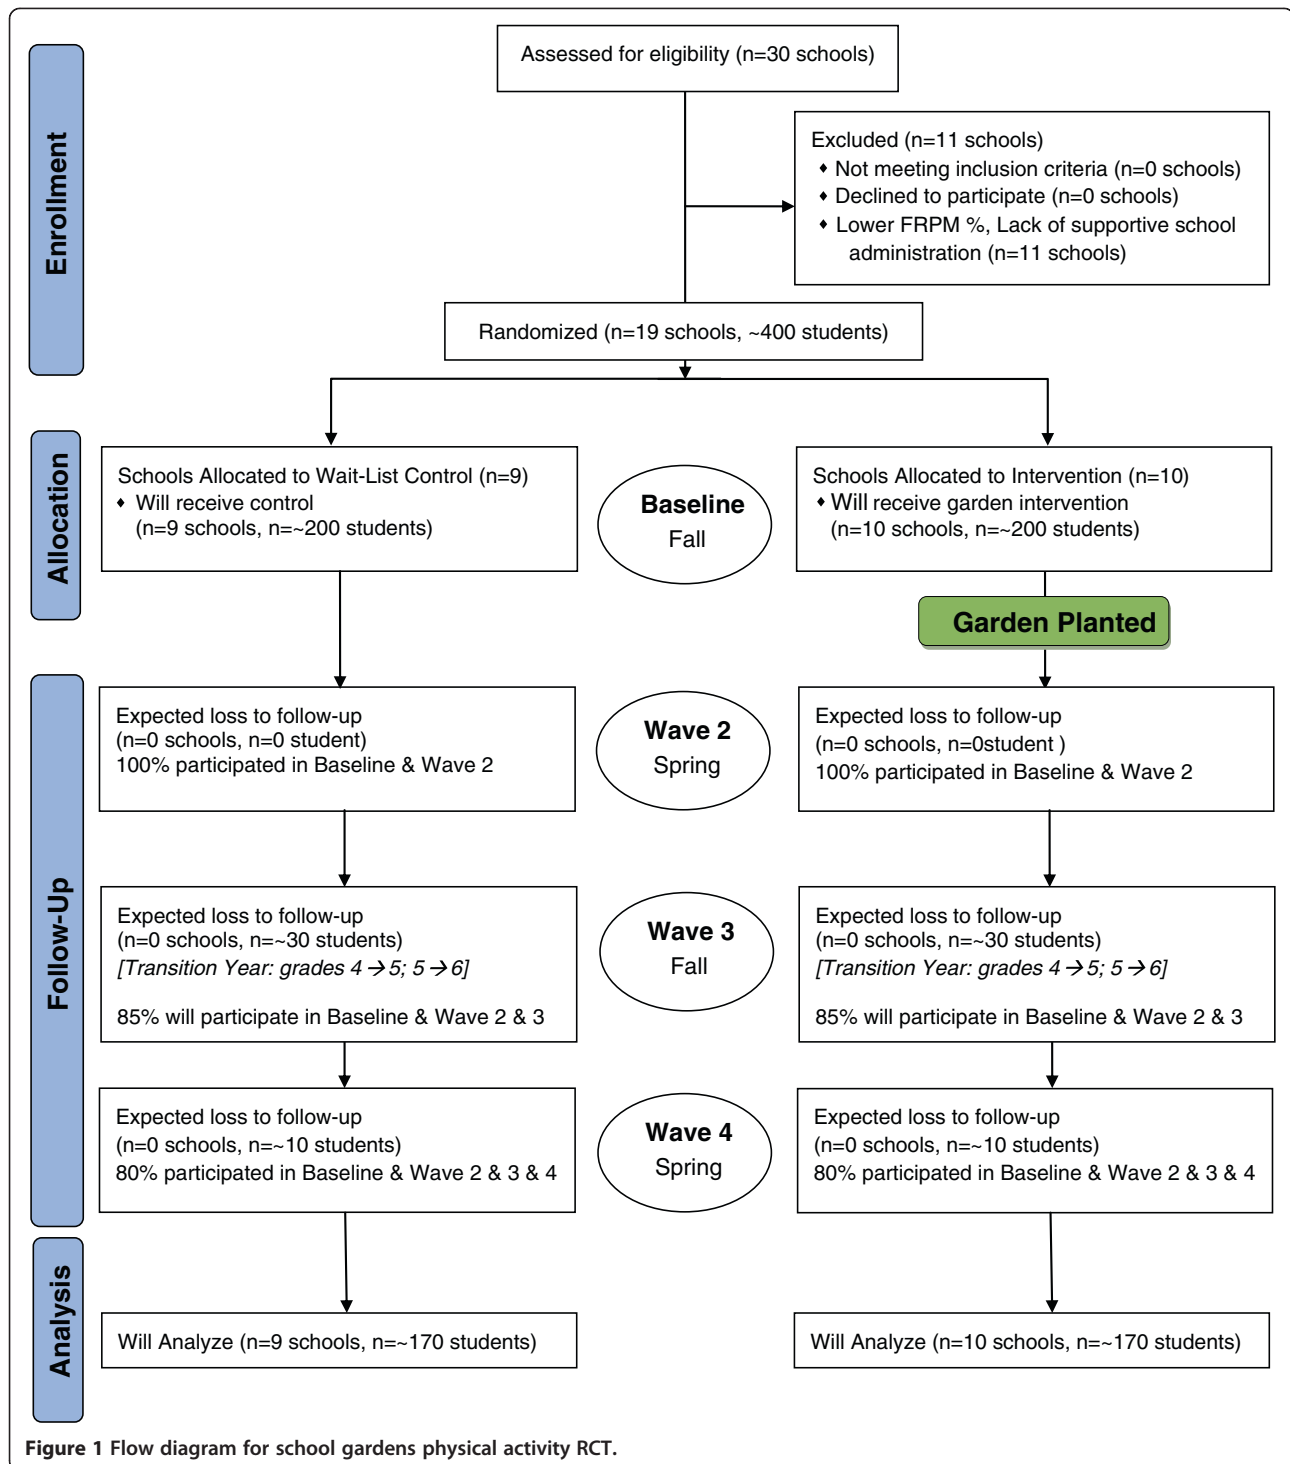 Enrollment
Assessed for eligibility (n=30 schools)
Excluded (n=11 schools)
♦ Not meeting inclusion criteria (n=0 schools)
♦ Declined to participate (n=0 schools)
♦ Lower FRPM %, Lack of supportive school
administration (n=11 schools)
Randomized (n=19 schools, ~400 students)
Allocation
Schools Allocated to Wait-List Control (n=9)
♦ Will receive control
(n=9 schools, n=~200 students)
Baseline
Fall
Schools Allocated to Intervention (n=10)
♦ Will receive garden intervention
(n=10 schools, n=~200 students)
Garden Planted
Follow-Up
Expected loss to follow-up
(n=0 schools, n=0 student)
100% participated in Baseline & Wave 2
Wave 2
Spring
Expected loss to follow-up
(n=0 schools, n=0student )
100% participated in Baseline & Wave 2
Expected loss to follow-up
(n=0 schools, n=~30 students)
[Transition Year: grades 4→5; 5→6]
85% will participate in Baseline & Wave 2 & 3
Wave 3
Fall
Expected loss to follow-up
(n=0 schools, n=~30 students)
[Transition Year: grades 4→5; 5→6]
85% will participate in Baseline & Wave 2 & 3
Expected loss to follow-up
(n=0 schools, n=~10 students)
80% participated in Baseline & Wave 2 & 3 & 4
Wave 4
Spring
Expected loss to follow-up
(n=0 schools, n=~10 students)
80% participated in Baseline & Wave 2 & 3 & 4
Analysis
Will Analyze (n=9 schools, n=~170 students)
Will Analyze (n=10 schools, n=~170 students)
Figure 1 Flow diagram for school gardens physical activity RCT.